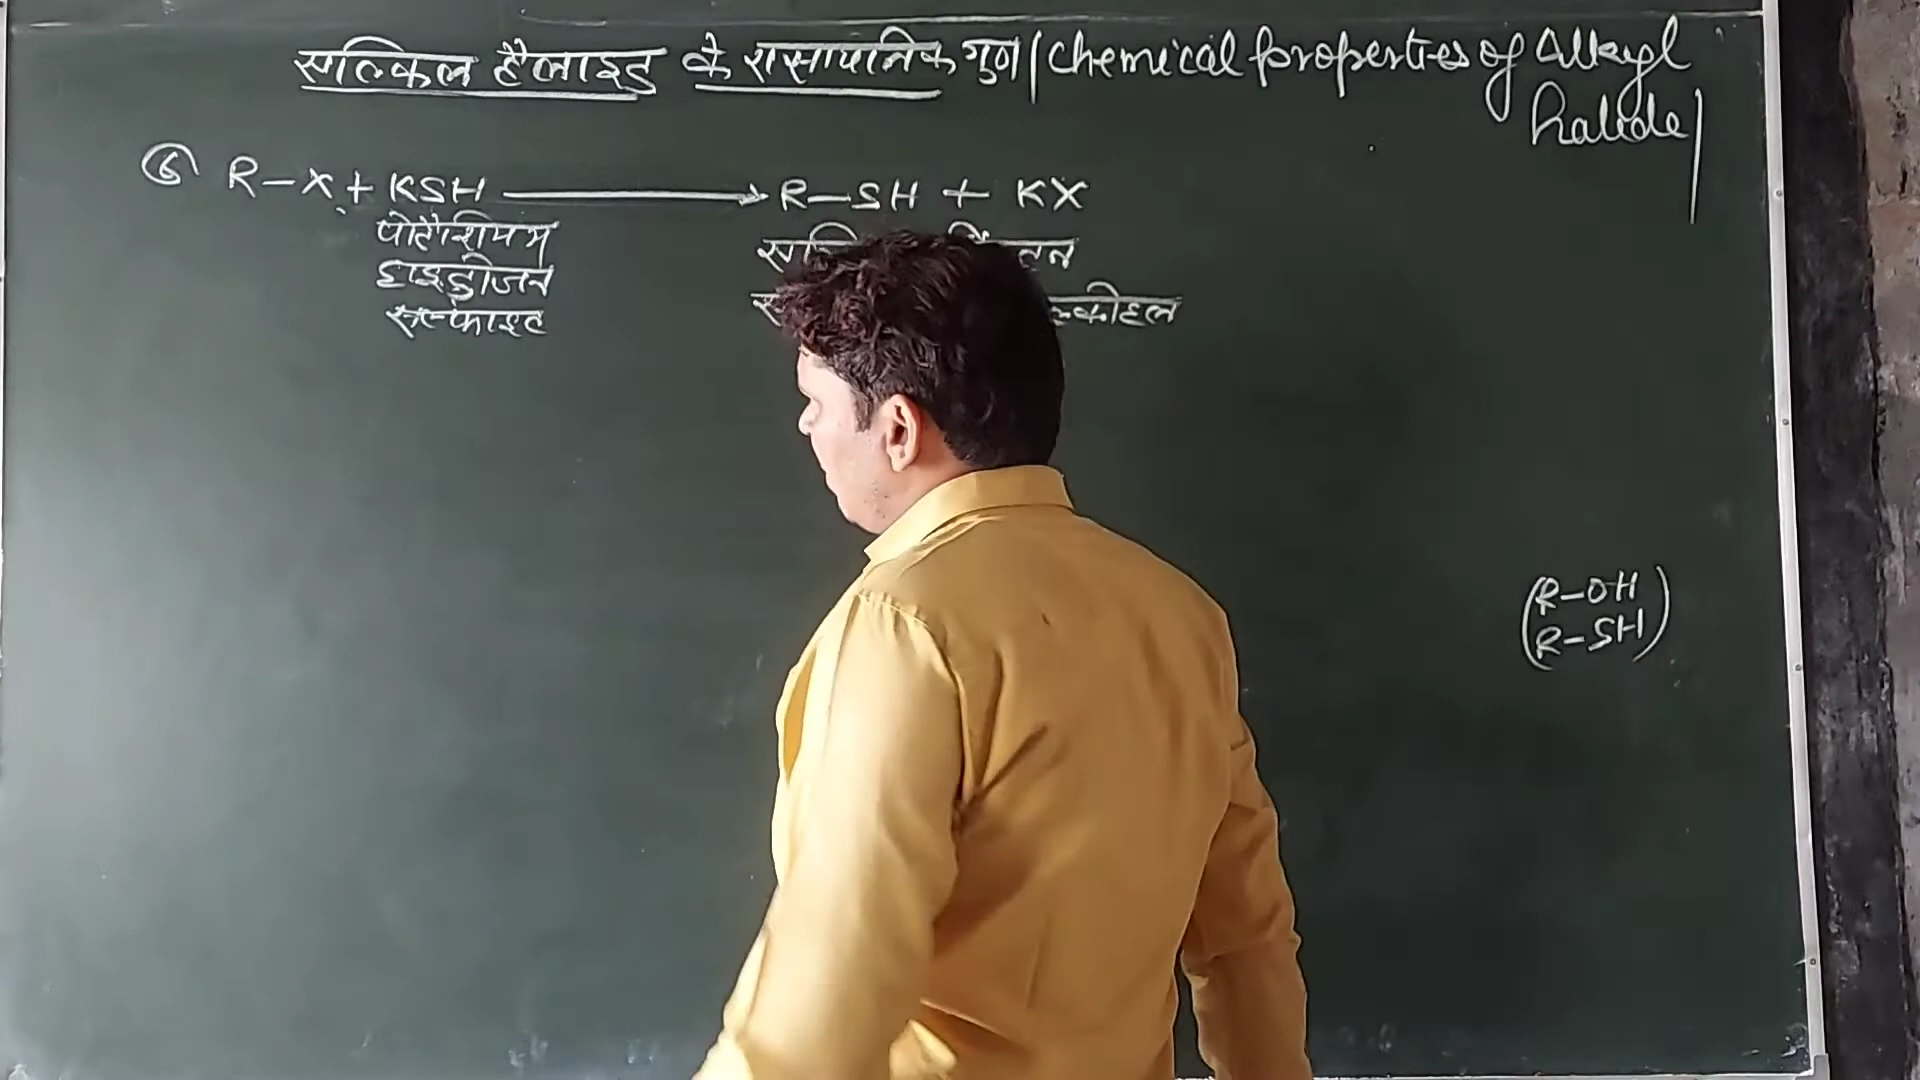 एल्किल हैलाइड के रासायनिक गुण / Chemical properties of Alkyl
halide
⑥ R-X + KSH ⟶ R-SH + KX
पोटैशियम
हाइड्रोजन
सल्फाइट
कोहल
(R-OH
R-SH)